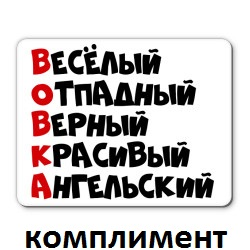 ВЕСЁЛЫЙ
ОТПАДНЫЙ
ВЕРНЫЙ
КРАСИВЫЙ
АНГЕЛЬСКИЙ
комплимент